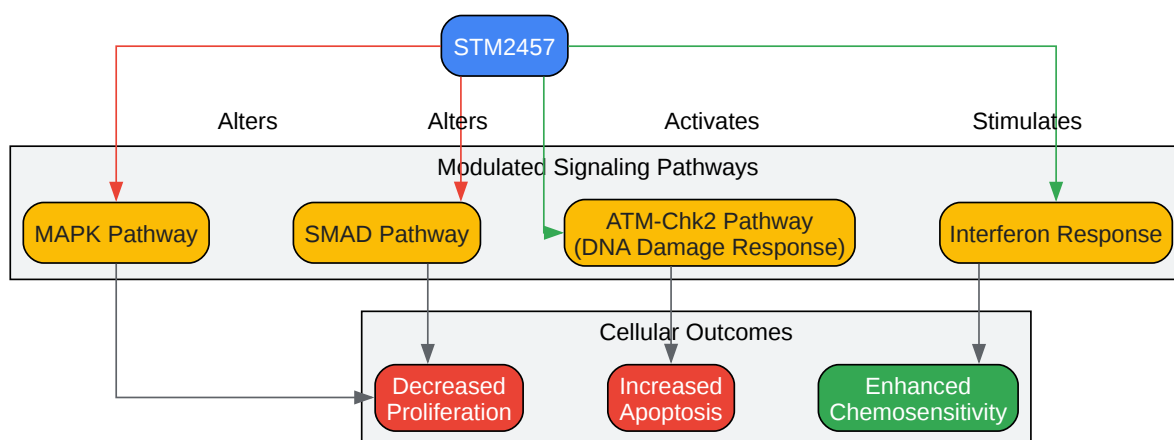 STM2457
Alters
Alters
Activates
Stimulates
Modulated Signaling Pathways
MAPK Pathway
SMAD Pathway
ATM-Chk2 Pathway
(DNA Damage Response)
Interferon Response
Cellular Outcomes
Decreased
Proliferation
Increased
Apoptosis
Enhanced
Chemosensitivity